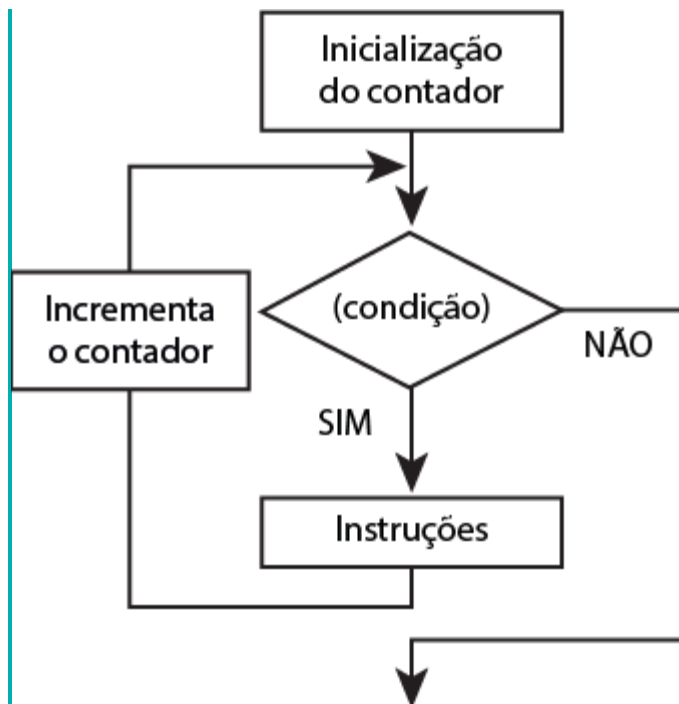 Inicialização
do contador
Incrementa
o contador
(condição)
NÃO
SIM
Instruções